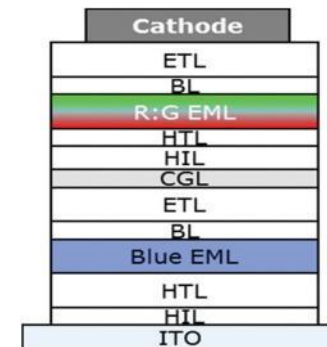 Cathode
ETL
BL
R:G EML
HTL
HIL
CGL
ETL
BL
Blue EML
HTL
HIL
ITO